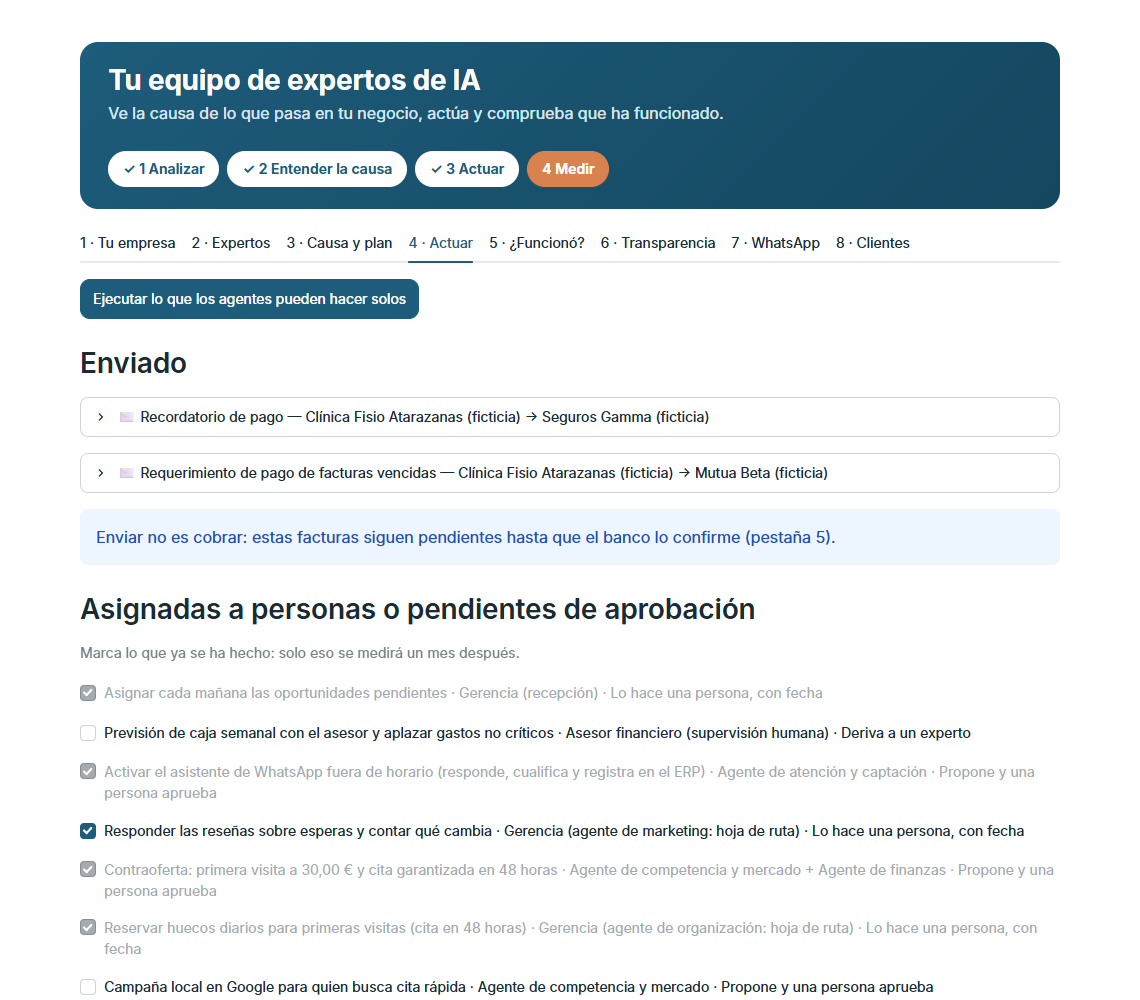 Tu equipo de expertos de IA
Ve la causa de lo que pasa en tu negocio, actúa y comprueba que ha funcionado.
✓ 1 Analizar
✓ 2 Entender la causa
✓ 3 Actuar
4 Medir
1 · Tu empresa
2 · Expertos
3 · Causa y plan
4 · Actuar
5 · ¿Funcionó?
6 · Transparencia
7 · WhatsApp
8 · Clientes
Ejecutar lo que los agentes pueden hacer solos
Enviado
Recordatorio de pago — Clínica Fisio Atarazanas (ficticia) → Seguros Gamma (ficticia)
Requerimiento de pago de facturas vencidas — Clínica Fisio Atarazanas (ficticia) → Mutua Beta (ficticia)
Enviar no es cobrar: estas facturas siguen pendientes hasta que el banco lo confirme (pestaña 5).
Asignadas a personas o pendientes de aprobación
Marca lo que ya se ha hecho: solo eso se medirá un mes después.
Asignar cada mañana las oportunidades pendientes · Gerencia (recepción) · Lo hace una persona, con fecha
Previsión de caja semanal con el asesor y aplazar gastos no críticos · Asesor financiero (supervisión humana) · Deriva a un experto
Activar el asistente de WhatsApp fuera de horario (responde, cualifica y registra en el ERP) · Agente de atención y captación · Propone y una
persona aprueba
Responder las reseñas sobre esperas y contar qué cambia · Gerencia (agente de marketing: hoja de ruta) · Lo hace una persona, con fecha
Contraoferta: primera visita a 30,00 € y cita garantizada en 48 horas · Agente de competencia y mercado + Agente de finanzas · Propone y una
persona aprueba
Reservar huecos diarios para primeras visitas (cita en 48 horas) · Gerencia (agente de organización: hoja de ruta) · Lo hace una persona, con
fecha
Campaña local en Google para quien busca cita rápida · Agente de competencia y mercado · Propone y una persona aprueba